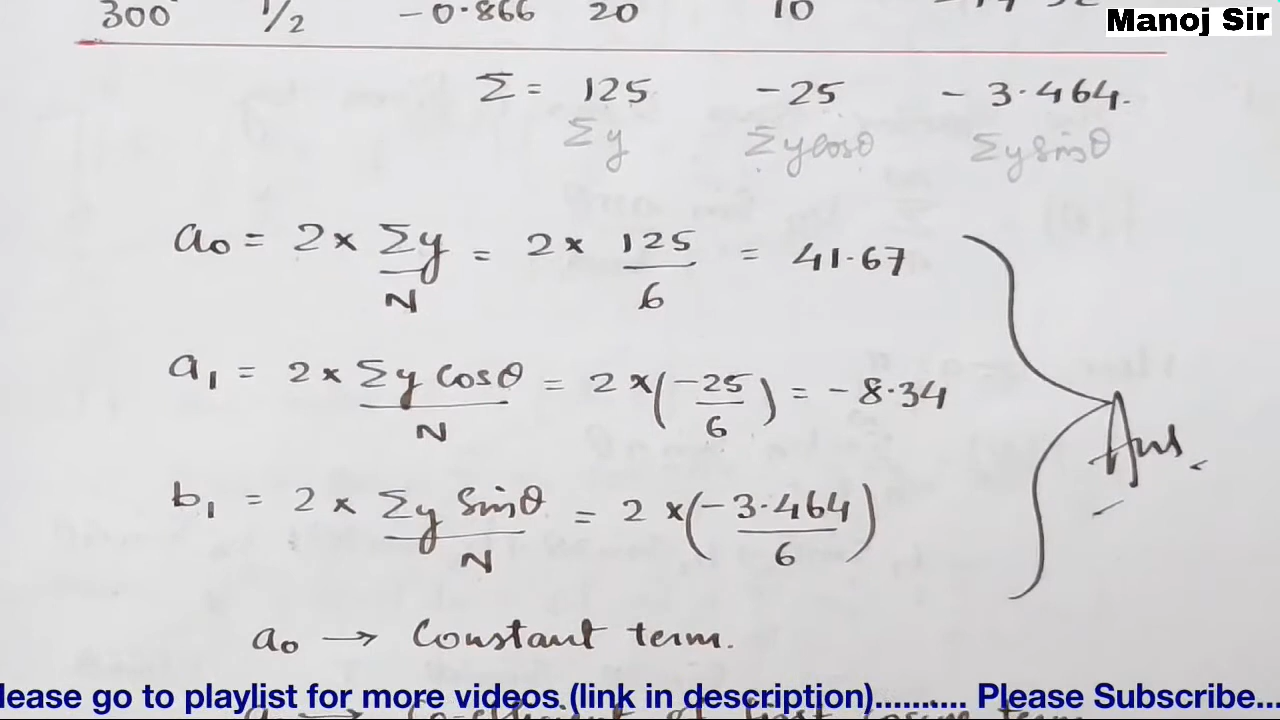 Manoj Sir
300° 1/2 -0.866 20 10
Σ = 125 -25 -3.464.
Σy Σycosθ Σysinθ
a₀ = 2× Σy/N = 2× 125/6 = 41.67
a₁ = 2× Σy Cosθ/N = 2×(-25/6) = -8.34
b₁ = 2× Σy Sinθ/N = 2×(-3.464/6)
Ans.
a₀ → Constant term.
lease go to playlist for more videos.(link in description).......... Please Subscribe...